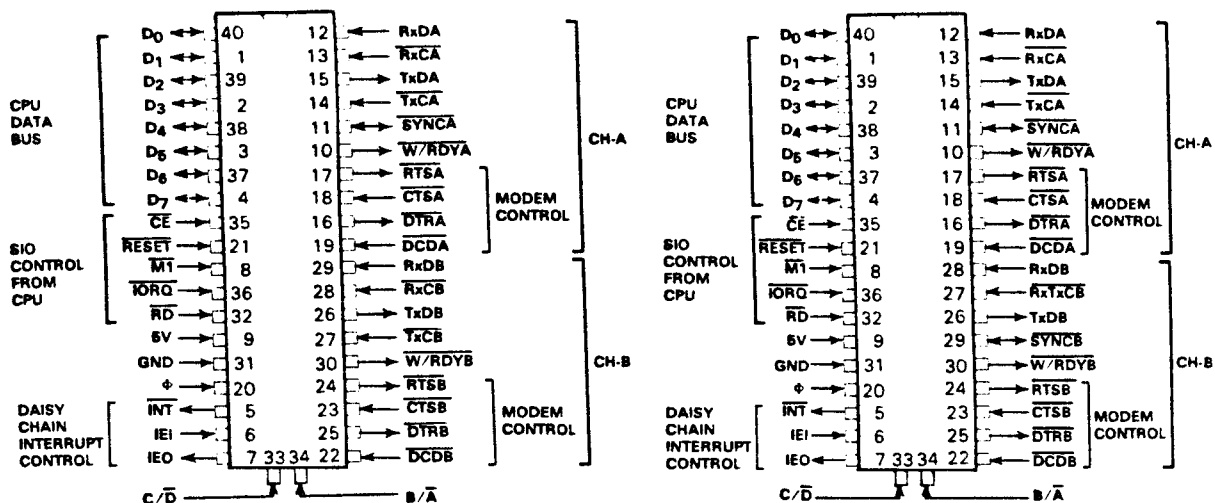 D0 40 12 RxDA
D1 1 13 RxCA
D2 39 15 TxDA
D3 2 14 TxCA
D4 38 11 SYNCA
D5 3 10 W/RDYA
D6 37 17 RTSA
D7 4 18 CTSA
CE 35 16 DTRA
RESET 21 19 DCDA
M1 8 29 RxDB
IORQ 36 28 RxCB
RD 32 26 TxDB
5V 9 27 TxCB
GND 31 30 W/RDYB
Φ 20 24 RTSB
INT 5 23 CTSB
IEI 6 25 DTRB
IEO 7 33 34 22 DCDB
C/D B/A
CPU
DATA
BUS
SIO
CONTROL
FROM
CPU
DAISY
CHAIN
INTERRUPT
CONTROL
MODEM
CONTROL
CH-A
MODEM
CONTROL
CH-B
D0 40 12 RxDA
D1 1 13 RxCA
D2 39 15 TxDA
D3 2 14 TxCA
D4 38 11 SYNCA
D5 3 10 W/RDYA
D6 37 17 RTSA
D7 4 18 CTSA
CE 35 16 DTRA
RESET 21 19 DCDA
M1 8 28 RxDB
IORQ 36 27 RxTxCB
RD 32 26 TxDB
5V 9 29 SYNCB
GND 31 30 W/RDYB
Φ 20 24 RTSB
INT 5 23 CTSB
IEI 6 25 DTRB
IEO 7 33 34 22 DCDB
C/D B/A
CPU
DATA
BUS
SIO
CONTROL
FROM
CPU
DAISY
CHAIN
INTERRUPT
CONTROL
MODEM
CONTROL
CH-A
MODEM
CONTROL
CH-B